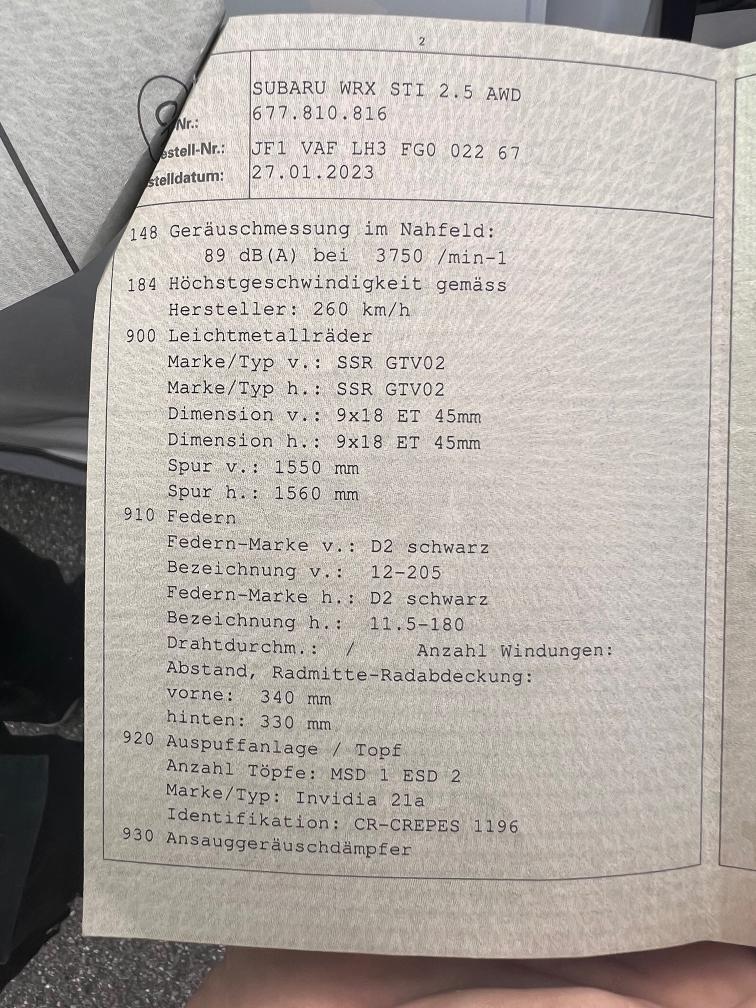 2
SUBARU WRX STI 2.5 AWD
Nr.: 677.810.816
estell-Nr.: JF1 VAF LH3 FG0 022 67
stelldatum: 27.01.2023
148 Geräuschmessung im Nahfeld:
89 dB(A) bei 3750 /min-1
184 Höchstgeschwindigkeit gemäss
Hersteller: 260 km/h
900 Leichtmetallräder
Marke/Typ v.: SSR GTV02
Marke/Typ h.: SSR GTV02
Dimension v.: 9x18 ET 45mm
Dimension h.: 9x18 ET 45mm
Spur v.: 1550 mm
Spur h.: 1560 mm
910 Federn
Federn-Marke v.: D2 schwarz
Bezeichnung v.: 12-205
Federn-Marke h.: D2 schwarz
Bezeichnung h.: 11.5-180
Drahtdurchm.: / Anzahl Windungen:
Abstand, Radmitte-Radabdeckung:
vorne: 340 mm
hinten: 330 mm
920 Auspuffanlage / Topf
Anzahl Töpfe: MSD 1 ESD 2
Marke/Typ: Invidia 21a
Identifikation: CR-CREPES 1196
930 Ansauggeräuschdämpfer